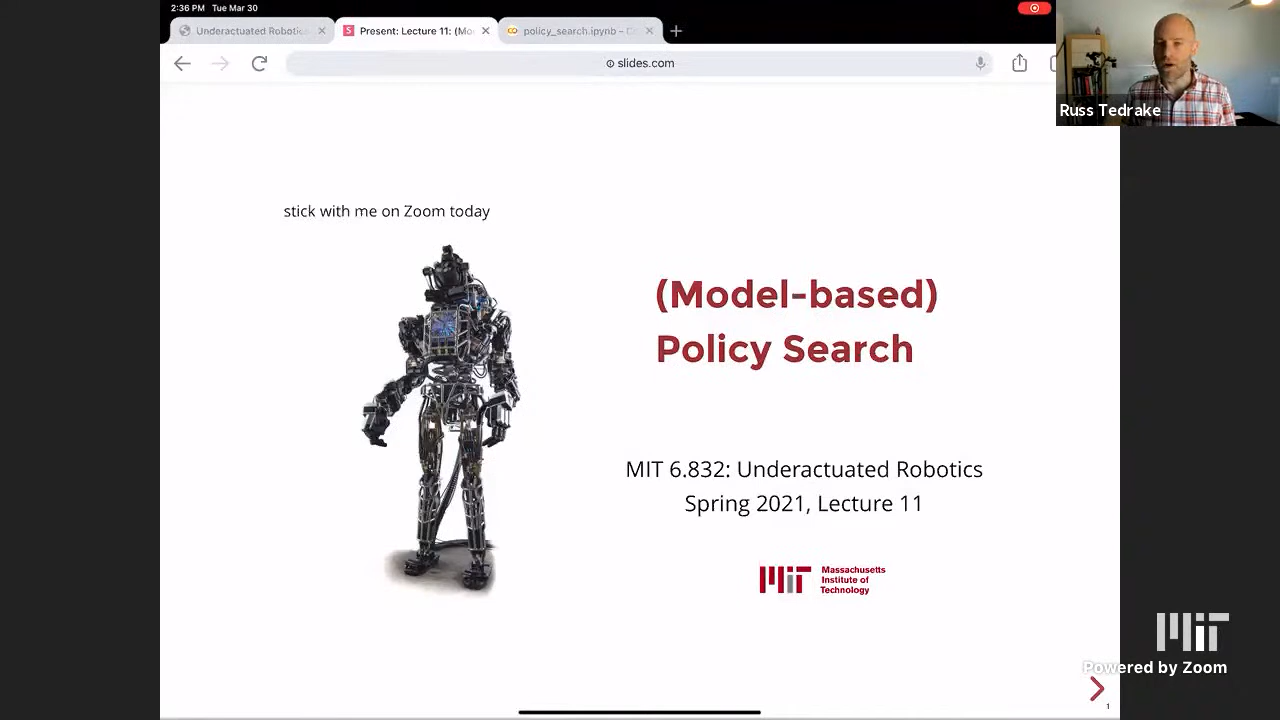 2:36 PM Tue Mar 30
Underactuated Robotic
Present: Lecture 11: (Mo
policy_search.ipynb – C
slides.com
Russ Tedrake
stick with me on Zoom today
(Model-based)
Policy Search
MIT 6.832: Underactuated Robotics
Spring 2021, Lecture 11
Massachusetts
Institute of
Technology
MIT
Powered by Zoom
1